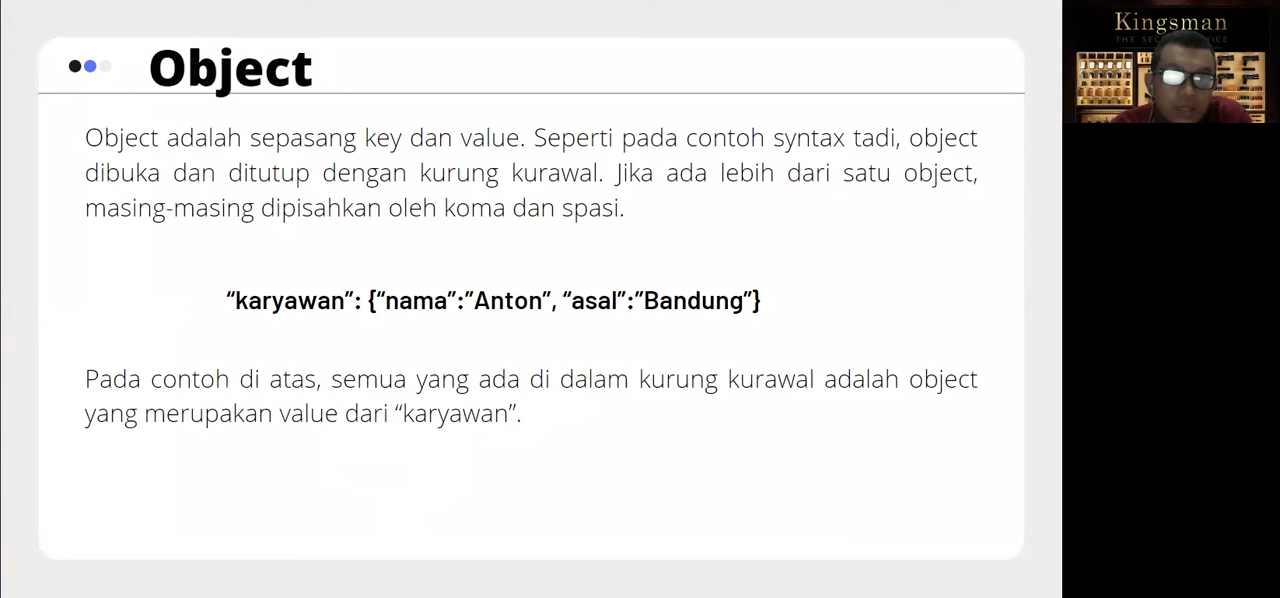 Object
Object adalah sepasang key dan value. Seperti pada contoh syntax tadi, object
dibuka dan ditutup dengan kurung kurawal. Jika ada lebih dari satu object,
masing-masing dipisahkan oleh koma dan spasi.
“karyawan”: {“nama”:”Anton”, “asal”:”Bandung”}
Pada contoh di atas, semua yang ada di dalam kurung kurawal adalah object
yang merupakan value dari “karyawan”.
Kingsman